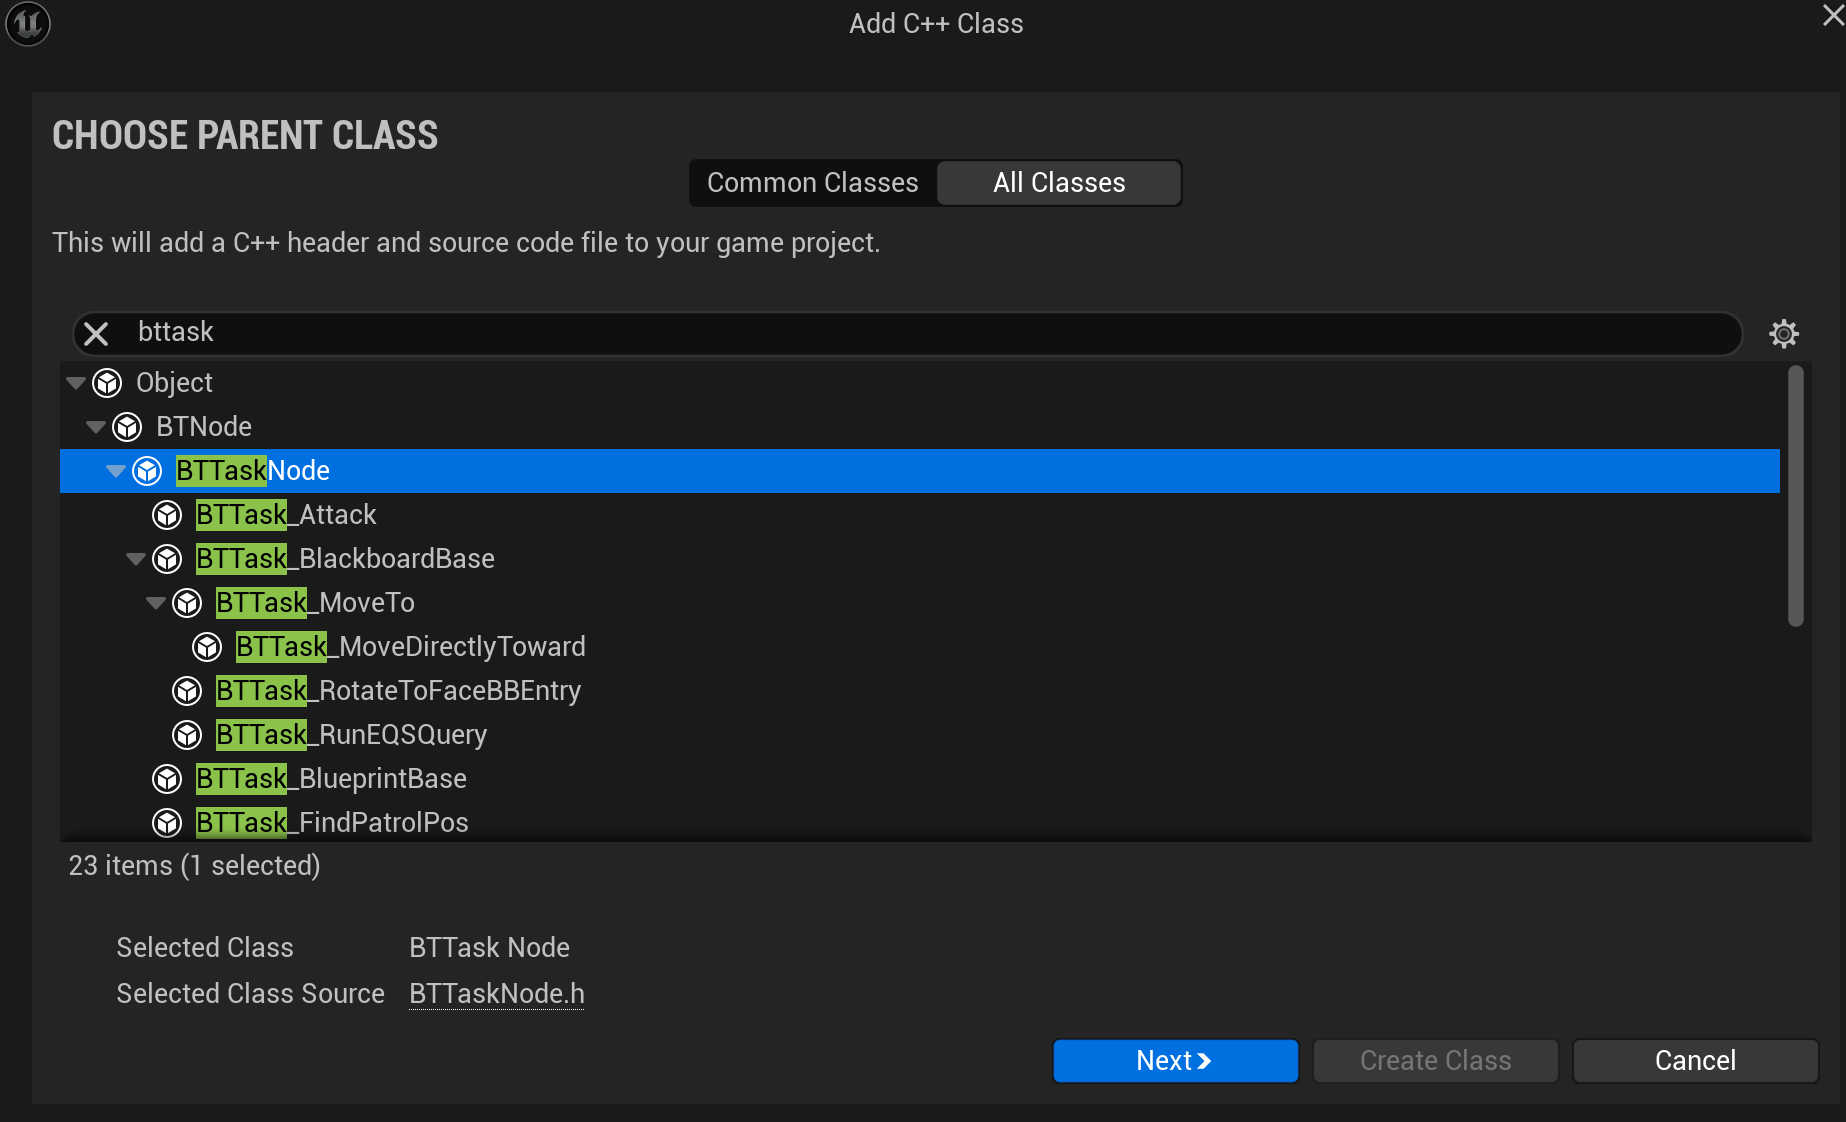 Add C++ Class
CHOOSE PARENT CLASS
Common Classes
All Classes
This will add a C++ header and source code file to your game project.
bttask
Object
BTNode
BTTaskNode
BTTask_Attack
BTTask_BlackboardBase
BTTask_MoveTo
BTTask_MoveDirectlyToward
BTTask_RotateToFaceBBEntry
BTTask_RunEQSQuery
BTTask_BlueprintBase
BTTask_FindPatrolPos
23 items (1 selected)
Selected Class BTTask Node
Selected Class Source BTTaskNode.h
Next
Create Class
Cancel